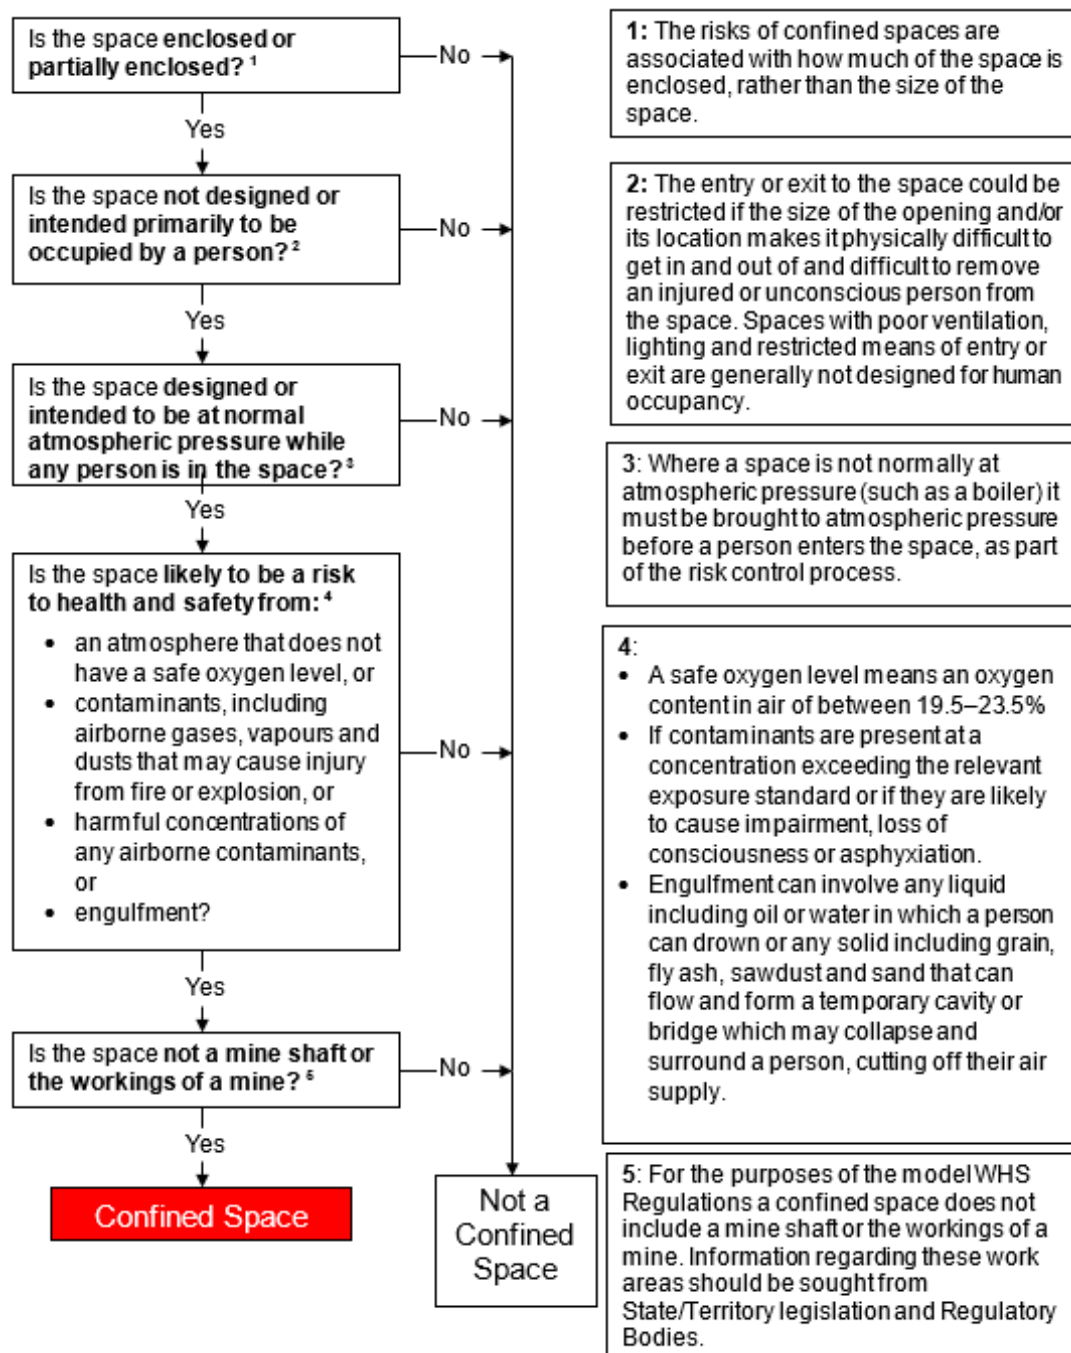 Is the space enclosed or
partially enclosed? 1
No
Yes
Is the space not designed or
intended primarily to be
occupied by a person? 2
No
Yes
Is the space designed or
intended to be at normal
atmospheric pressure while
any person is in the space? 3
No
Yes
Is the space likely to be a risk
to health and safety from: 4
• an atmosphere that does not
have a safe oxygen level, or
• contaminants, including
airborne gases, vapours and
dusts that may cause injury
from fire or explosion, or
• harmful concentrations of
any airborne contaminants,
or
• engulfment?
No
Yes
Is the space not a mine shaft or
the workings of a mine? 5
No
Yes
Confined Space
Not a
Confined
Space
1: The risks of confined spaces are
associated with how much of the space is
enclosed, rather than the size of the
space.
2: The entry or exit to the space could be
restricted if the size of the opening and/or
its location makes it physically difficult to
get in and out of and difficult to remove
an injured or unconscious person from
the space. Spaces with poor ventilation,
lighting and restricted means of entry or
exit are generally not designed for human
occupancy.
3: Where a space is not normally at
atmospheric pressure (such as a boiler) it
must be brought to atmospheric pressure
before a person enters the space, as part
of the risk control process.
4:
• A safe oxygen level means an oxygen
content in air of between 19.5–23.5%
• If contaminants are present at a
concentration exceeding the relevant
exposure standard or if they are likely
to cause impairment, loss of
consciousness or asphyxiation.
• Engulfment can involve any liquid
including oil or water in which a person
can drown or any solid including grain,
fly ash, sawdust and sand that can
flow and form a temporary cavity or
bridge which may collapse and
surround a person, cutting off their air
supply.
5: For the purposes of the model WHS
Regulations a confined space does not
include a mine shaft or the workings of a
mine. Information regarding these work
areas should be sought from
State/Territory legislation and Regulatory
Bodies.